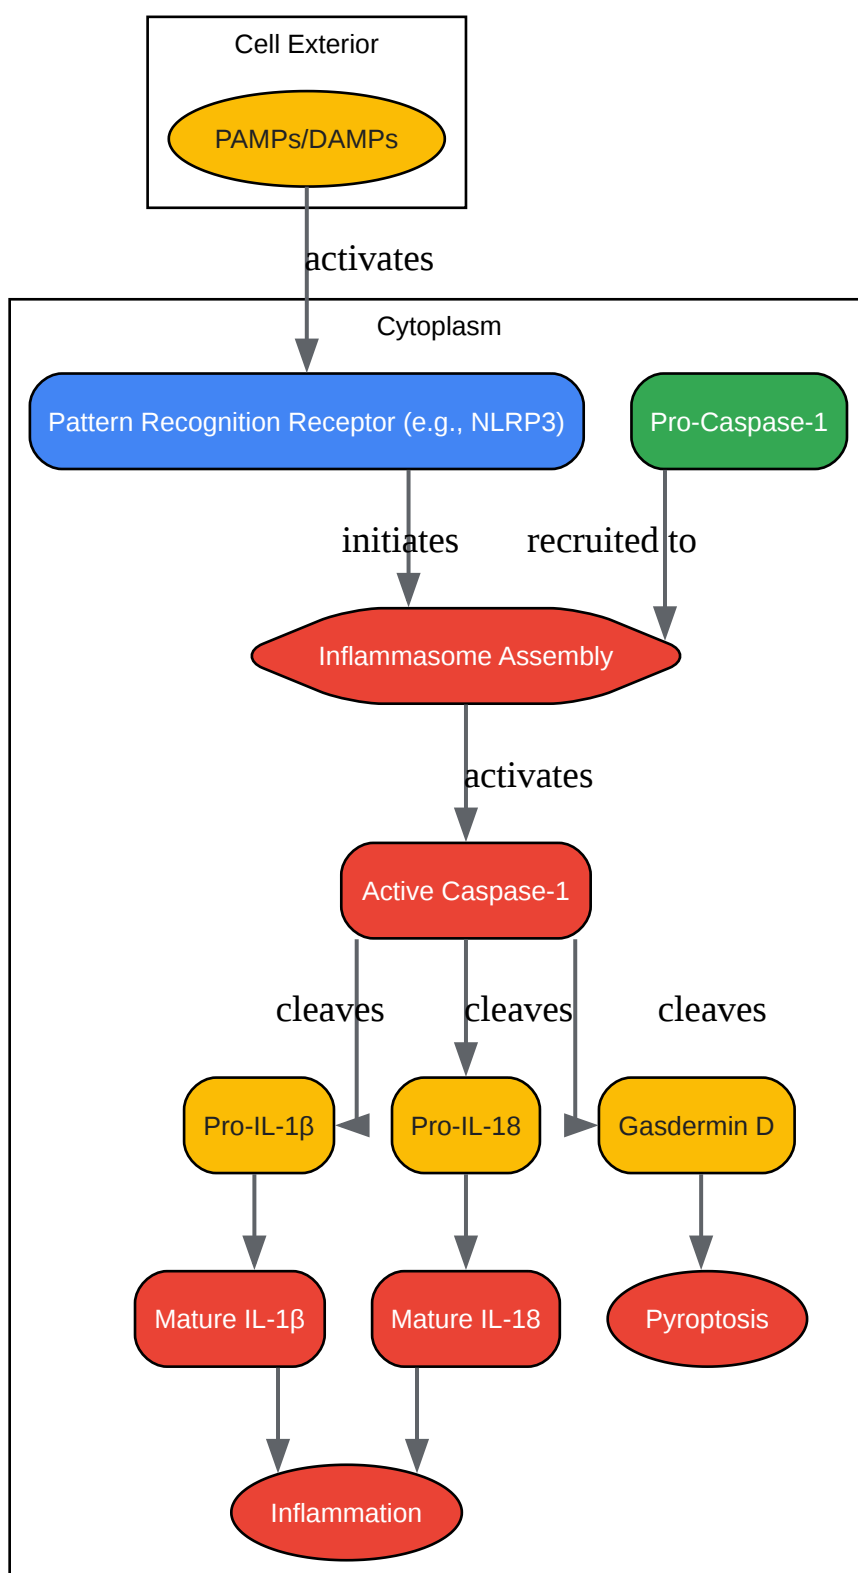 Cell Exterior
PAMPs/DAMPs
activates
Cytoplasm
Pattern Recognition Receptor (e.g., NLRP3)
Pro-Caspase-1
initiates
recruited to
Inflammasome Assembly
activates
Active Caspase-1
cleaves
cleaves
cleaves
Pro-IL-1β
Pro-IL-18
Gasdermin D
Mature IL-1β
Mature IL-18
Pyroptosis
Inflammation